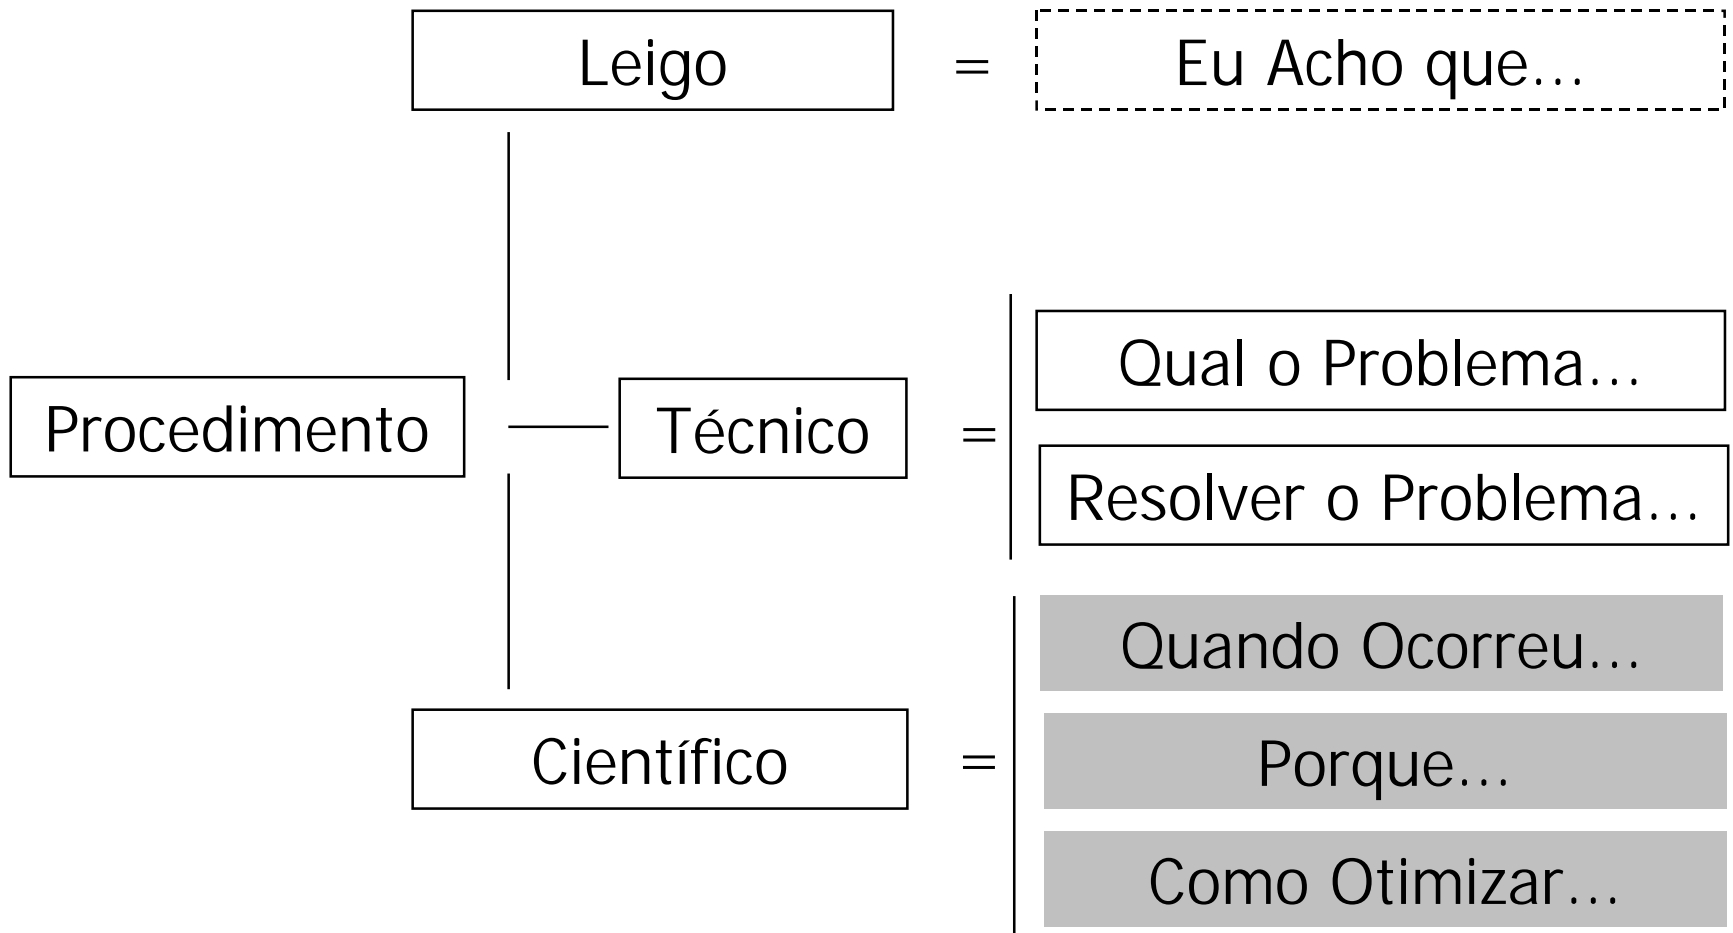 Leigo = Eu Acho que...
Qual o Problema...
Procedimento Técnico =
Resolver o Problema...
Quando Ocorreu...
Científico = Porque...
Como Otimizar...